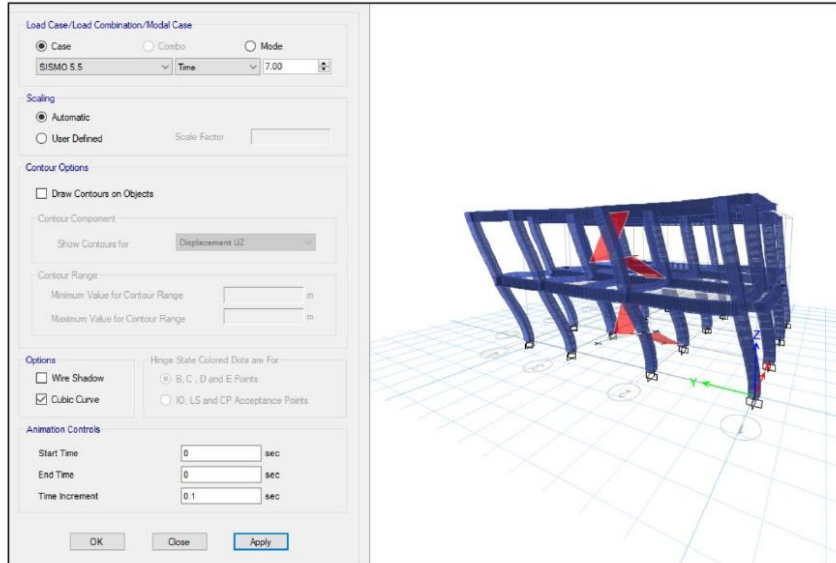 Load Case/Load Combination/Modal Case
Case Combo Mode
SISMO 5.5 Time 7.00
Scaling
Automatic
User Defined Scale Factor
Contour Options
Draw Contours on Objects
Contour Component
Show Contours for Displacement UZ
Contour Range
Minimum Value for Contour Range m
Maximum Value for Contour Range m
Options Hinge State Colored Dots are For
Wire Shadow B, C , D and E Points
Cubic Curve IO, LS and CP Acceptance Points
Animation Controls
Start Time 0 sec
End Time 0 sec
Time Increment 0.1 sec
OK Close Apply
Z
Y
1